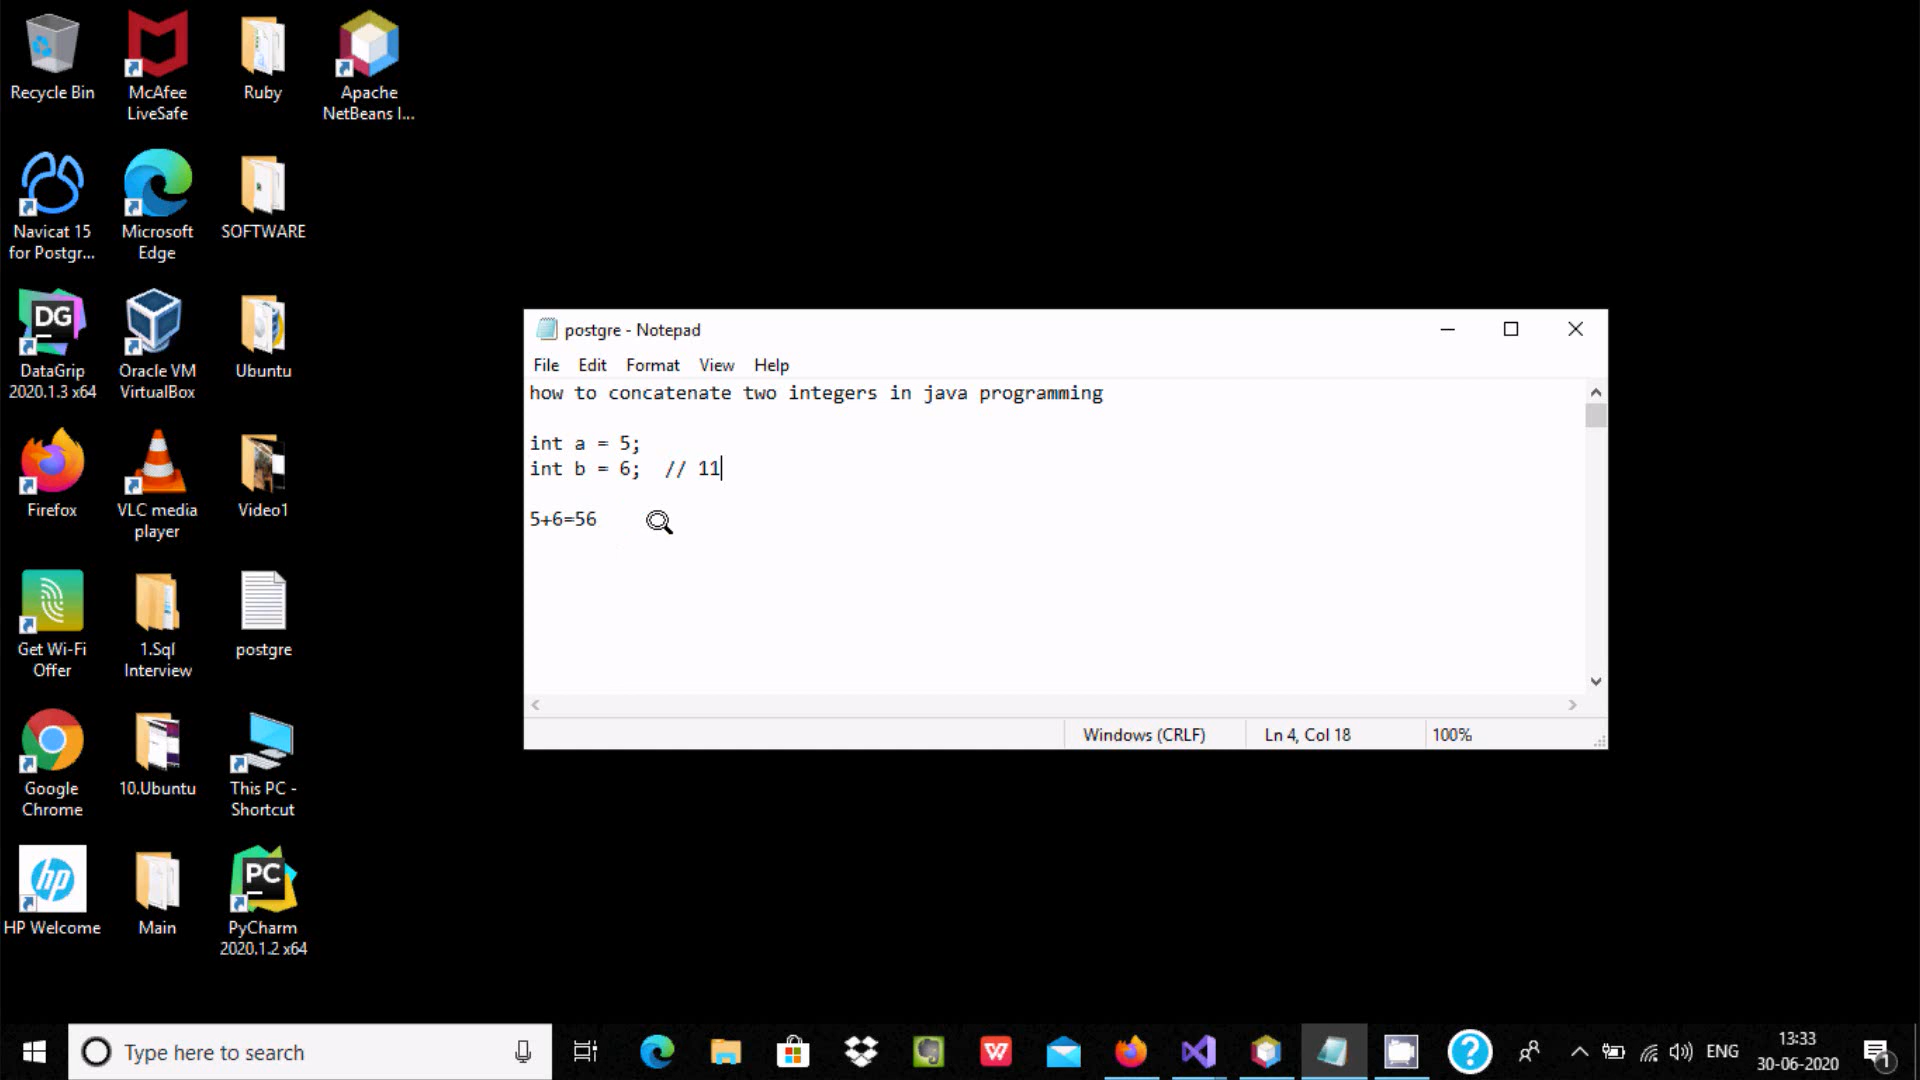 Recycle Bin
McAfee LiveSafe
Ruby
Apache NetBeans I...
Navicat 15 for Postgr...
Microsoft Edge
SOFTWARE
DG
DataGrip 2020.1.3 x64
Oracle VM VirtualBox
Ubuntu
Firefox
VLC media player
Video1
Get Wi-Fi Offer
1.Sql Interview
postgre
Google Chrome
10.Ubuntu
This PC - Shortcut
hp
HP Welcome
Main
PC
PyCharm 2020.1.2 x64
postgre - Notepad
File Edit Format View Help
how to concatenate two integers in java programming
int a = 5;
int b = 6;  // 11
5+6=56
Windows (CRLF) Ln 4, Col 18 100%
Type here to search
W
?
ENG
13:33
30-06-2020
1